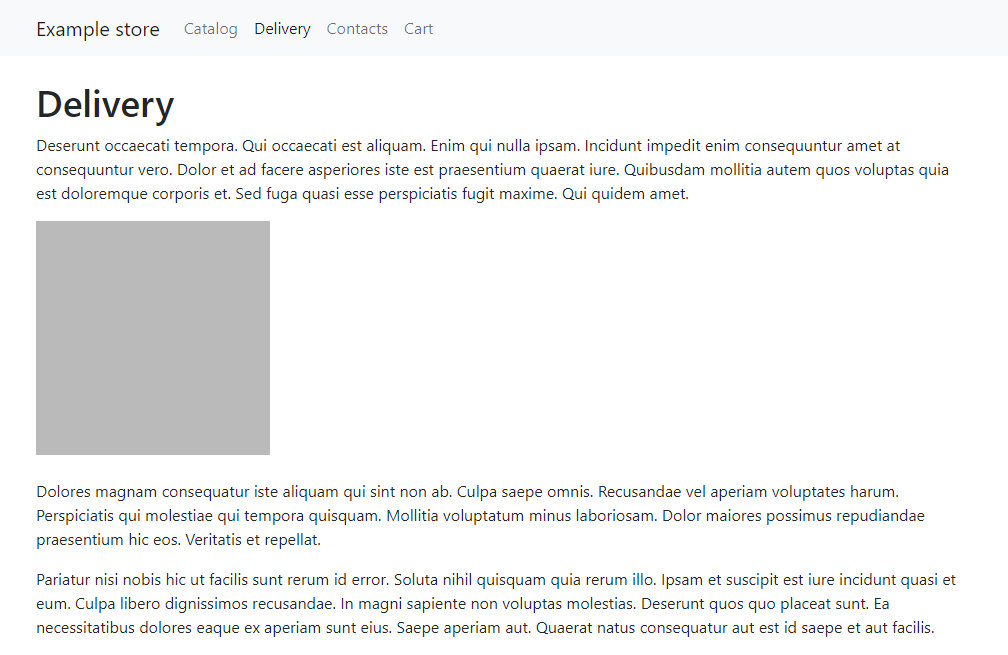 Example store Catalog Delivery Contacts Cart
Delivery
Deserunt occaecati tempora. Qui occaecati est aliquam. Enim qui nulla ipsam. Incidunt impedit enim consequuntur amet at
consequuntur vero. Dolor et ad facere asperiores iste est praesentium quaerat iure. Quibusdam mollitia autem quos voluptas quia
est doloremque corporis et. Sed fuga quasi esse perspiciatis fugit maxime. Qui quidem amet.
Dolores magnam consequatur iste aliquam qui sint non ab. Culpa saepe omnis. Recusandae vel aperiam voluptates harum.
Perspiciatis qui molestiae qui tempora quisquam. Mollitia voluptatum minus laboriosam. Dolor maiores possimus repudiandae
praesentium hic eos. Veritatis et repellat.
Pariatur nisi nobis hic ut facilis sunt rerum id error. Soluta nihil quisquam quia rerum illo. Ipsam et suscipit est iure incidunt quasi et
eum. Culpa libero dignissimos recusandae. In magni sapiente non voluptas molestias. Deserunt quos quo placeat sunt. Ea
necessitatibus dolores eaque ex aperiam sunt eius. Saepe aperiam aut. Quaerat natus consequatur aut est id saepe et aut facilis.